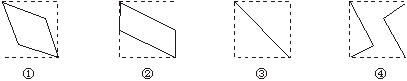 ① ② ③ ④